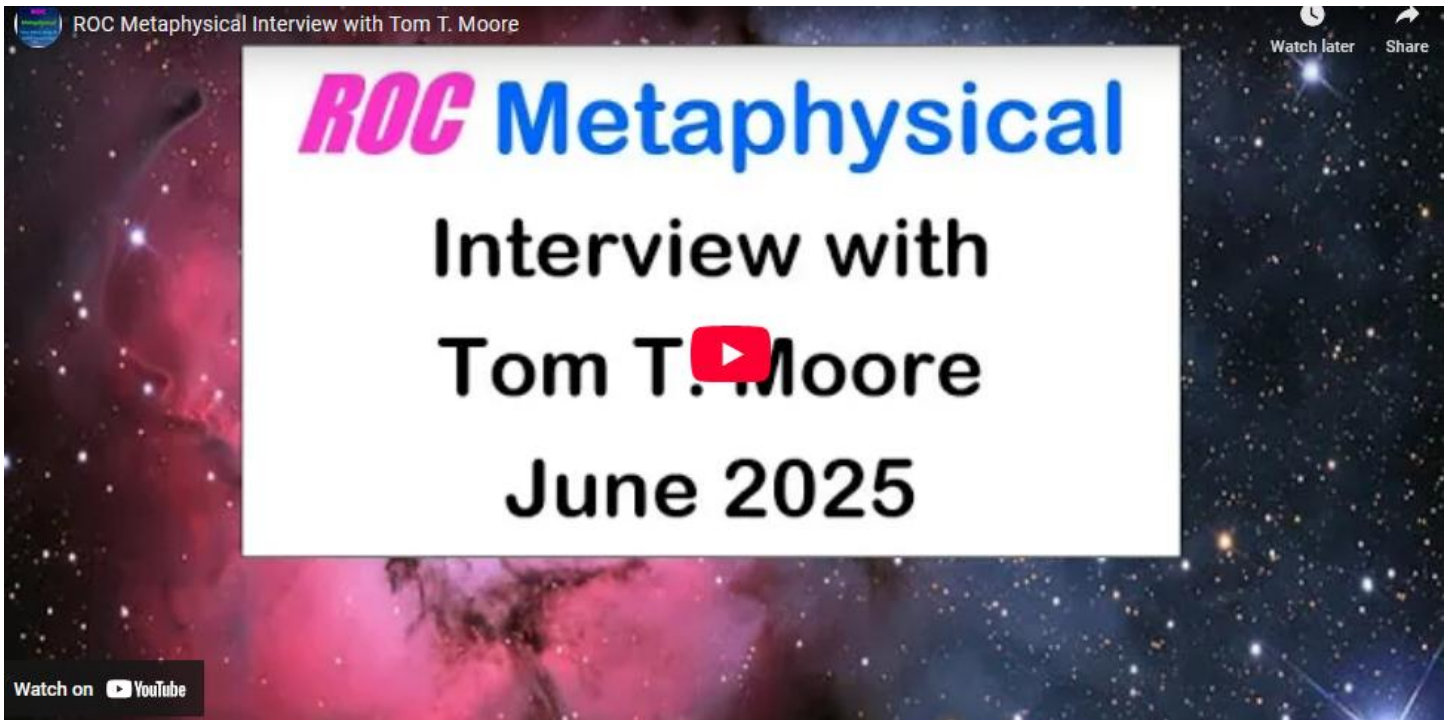 ROC Metaphysical Interview with Tom T. Moore
Watch later
Share
ROC Metaphysical
Interview with
Tom T. Moore
June 2025
Watch on YouTube